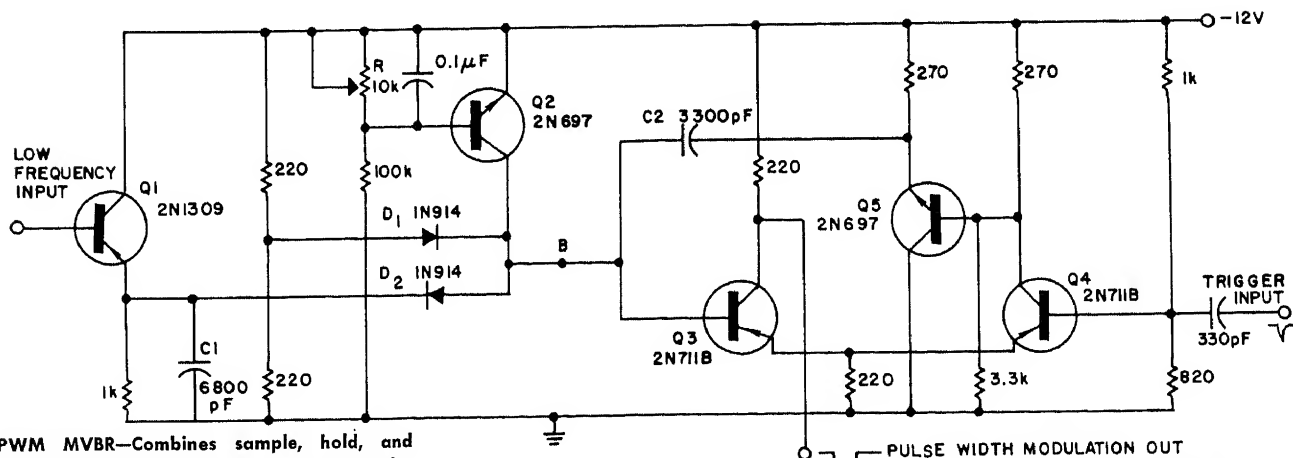 -12V
R
10k
0.1µF
Q2
2N697
270
270
1k
C2 3300pF
LOW
FREQUENCY
INPUT
Q1
2N1309
220
100k
220
Q5
2N697
D1 1N914
B
D2 1N914
Q4
2N711B
TRIGGER
INPUT
Q3
2N711B
330pF
C1
6800
pF
1k
220
220
3.3k
820
PWM MVBR—Combines sample, hold, and
PULSE WIDTH MODULATION OUT